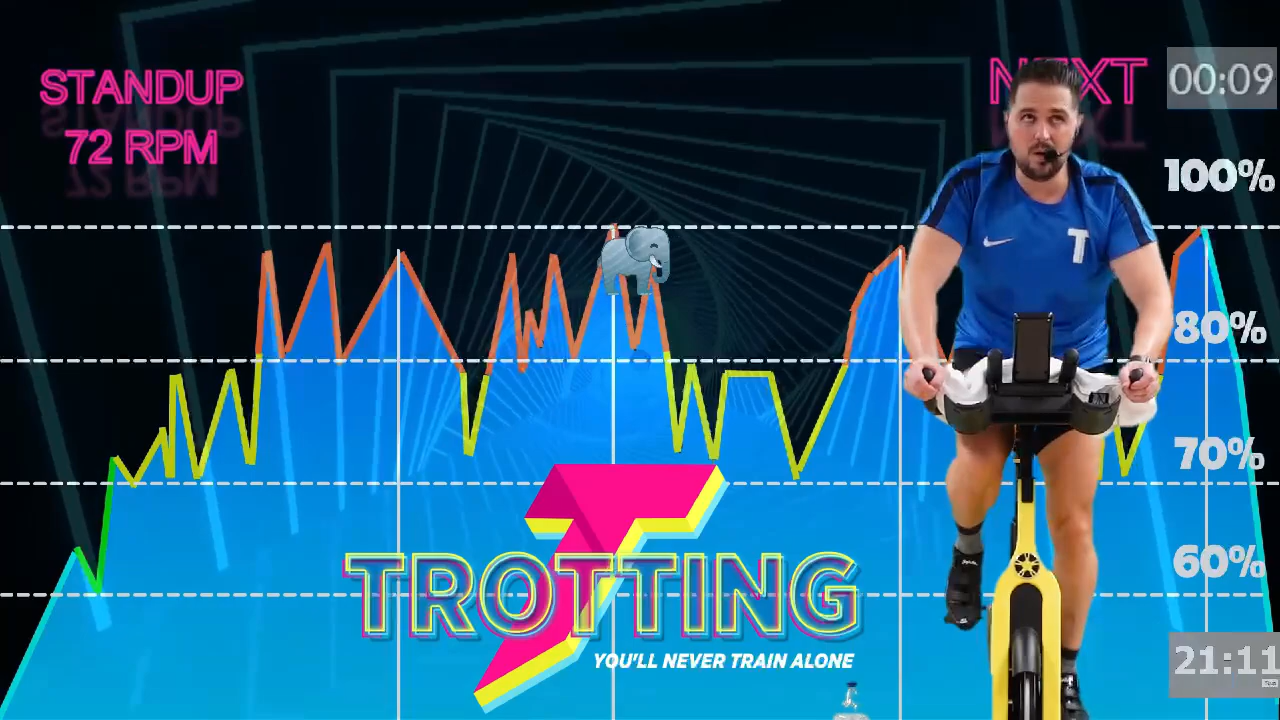 STANDUP
72 RPM
NEXT
00:09
100%
80%
70%
60%
T
TROTTING
YOU'LL NEVER TRAIN ALONE
21:11